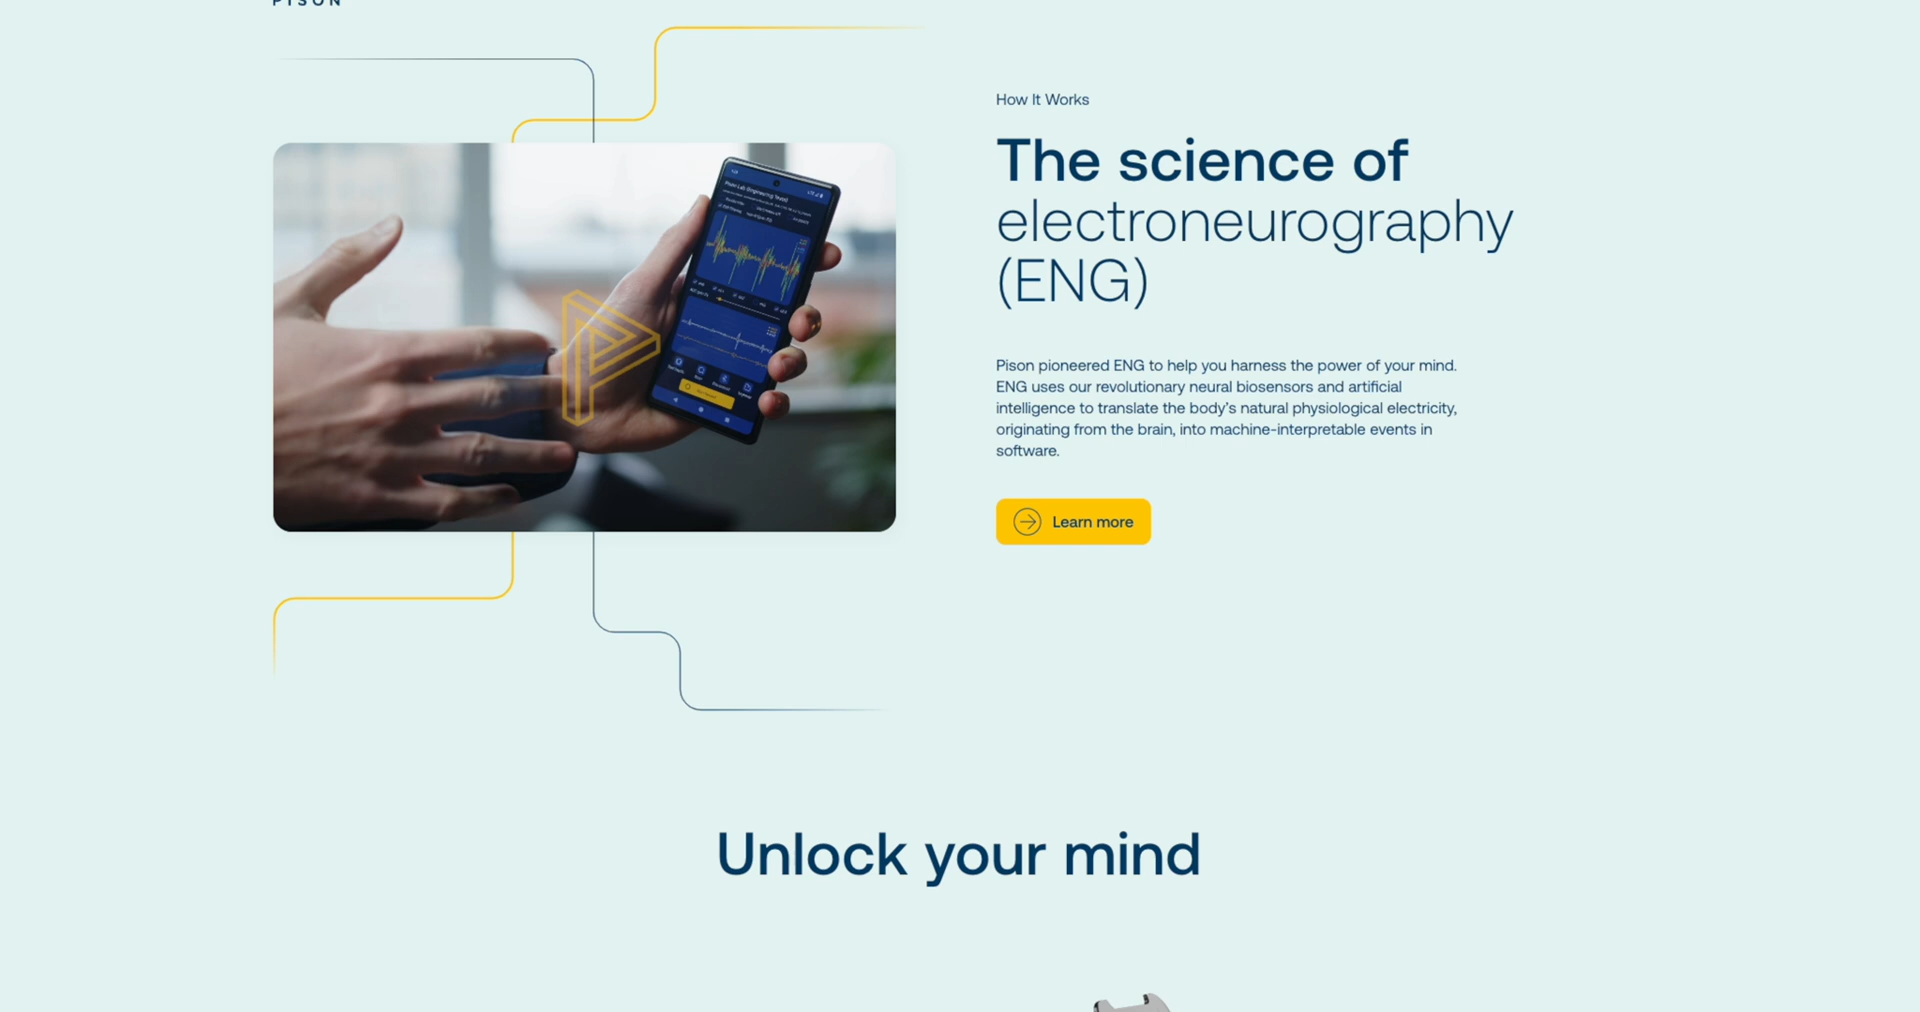 PISON
How It Works
The science of
electroneurography
(ENG)
Pison pioneered ENG to help you harness the power of your mind.
ENG uses our revolutionary neural biosensors and artificial
intelligence to translate the body’s natural physiological electricity,
originating from the brain, into machine-interpretable events in
software.
Learn more
Unlock your mind